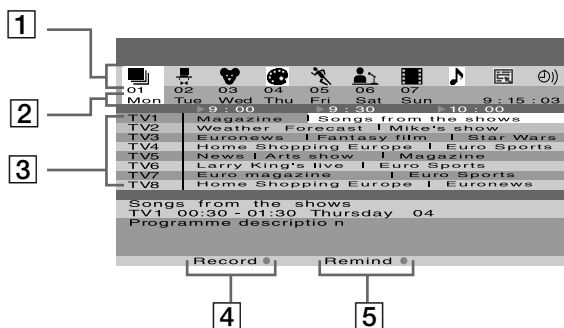 1
01 02 03 04 05 06 07
2 Mon Tue Wed Thu Fri Sat Sun 9 : 15 : 03
9 : 00 9 : 30 10 : 00
TV1 Magazine Songs from the shows
TV2 Weather Forecast Mike's show
TV3 Euronews Fantasy film Star Wars
TV4 Home Shopping Europe Euro Sports
3 TV5 News Arts show Magazine
TV6 Larry King's live Euro Sports
TV7 Euro magazine Euro Sports
TV8 Home Shopping Europe Euronews
Songs from the shows
TV1 00:30 - 01:30 Thursday 04
Programme descriptio n
Record Remind
4 5